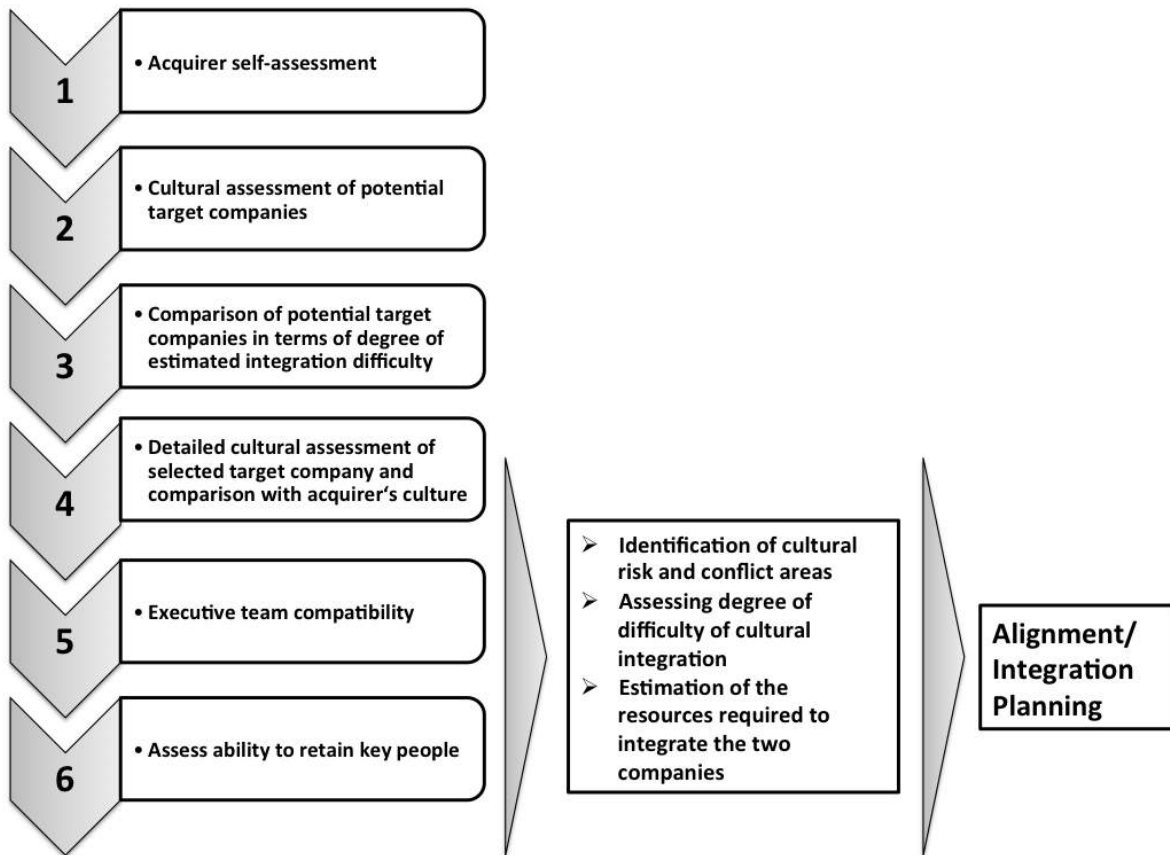 1
• Acquirer self-assessment
2
• Cultural assessment of potential
target companies
3
• Comparison of potential target
companies in terms of degree of
estimated integration difficulty
4
• Detailed cultural assessment of
selected target company and
comparison with acquirer‘s culture
5
• Executive team compatibility
6
• Assess ability to retain key people
➢ Identification of cultural
risk and conflict areas
➢ Assessing degree of
difficulty of cultural
integration
➢ Estimation of the
resources required to
integrate the two
companies
Alignment/
Integration
Planning